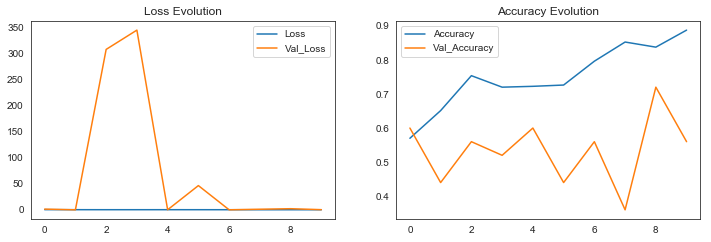 Loss Evolution
350
300
250
200
150
100
50
0
0 2 4 6 8
Loss
Val_Loss
Accuracy Evolution
0.9
0.8
0.7
0.6
0.5
0.4
0 2 4 6 8
Accuracy
Val_Accuracy